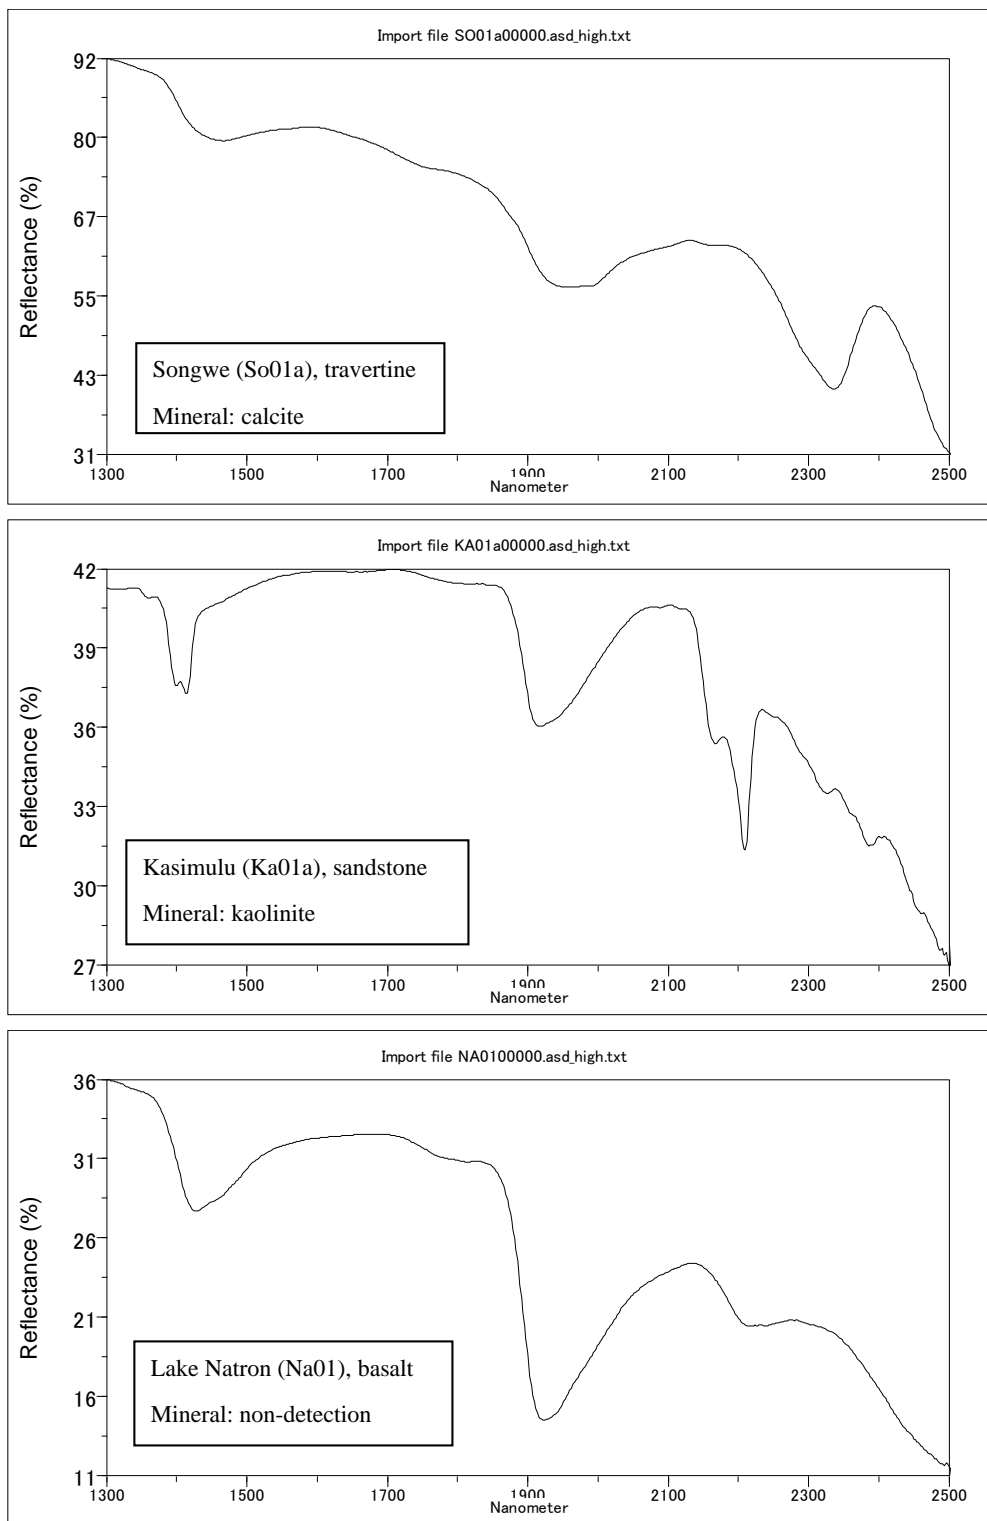 Import file SO01a00000.asd_high.txt
Reflectance (%)
92
80
67
55
43
31
Songwe (So01a), travertine
Mineral: calcite
1300 1500 1700 1900 2100 2300 2500
Nanometer
Import file KA01a00000.asd_high.txt
Reflectance (%)
42
39
36
33
30
27
Kasimulu (Ka01a), sandstone
Mineral: kaolinite
1300 1500 1700 1900 2100 2300 2500
Nanometer
Import file NA0100000.asd_high.txt
Reflectance (%)
36
31
26
21
16
11
Lake Natron (Na01), basalt
Mineral: non-detection
1300 1500 1700 1900 2100 2300 2500
Nanometer